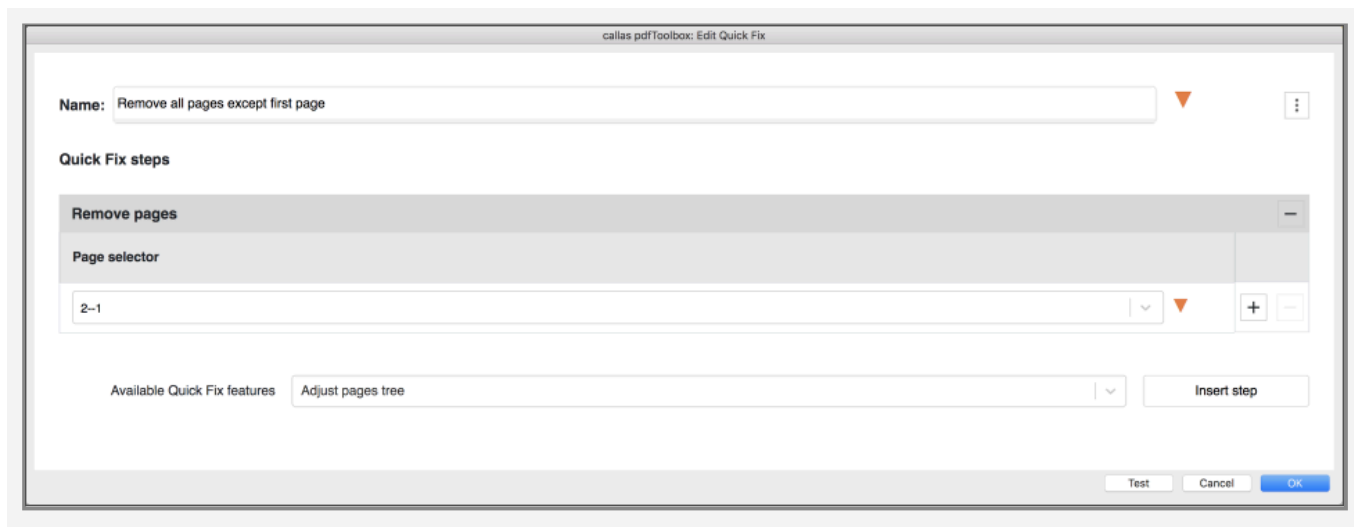 callas pdfToolbox: Edit Quick Fix
Name: Remove all pages except first page
Quick Fix steps
Remove pages
Page selector
2--1
Available Quick Fix features Adjust pages tree Insert step
Test Cancel OK